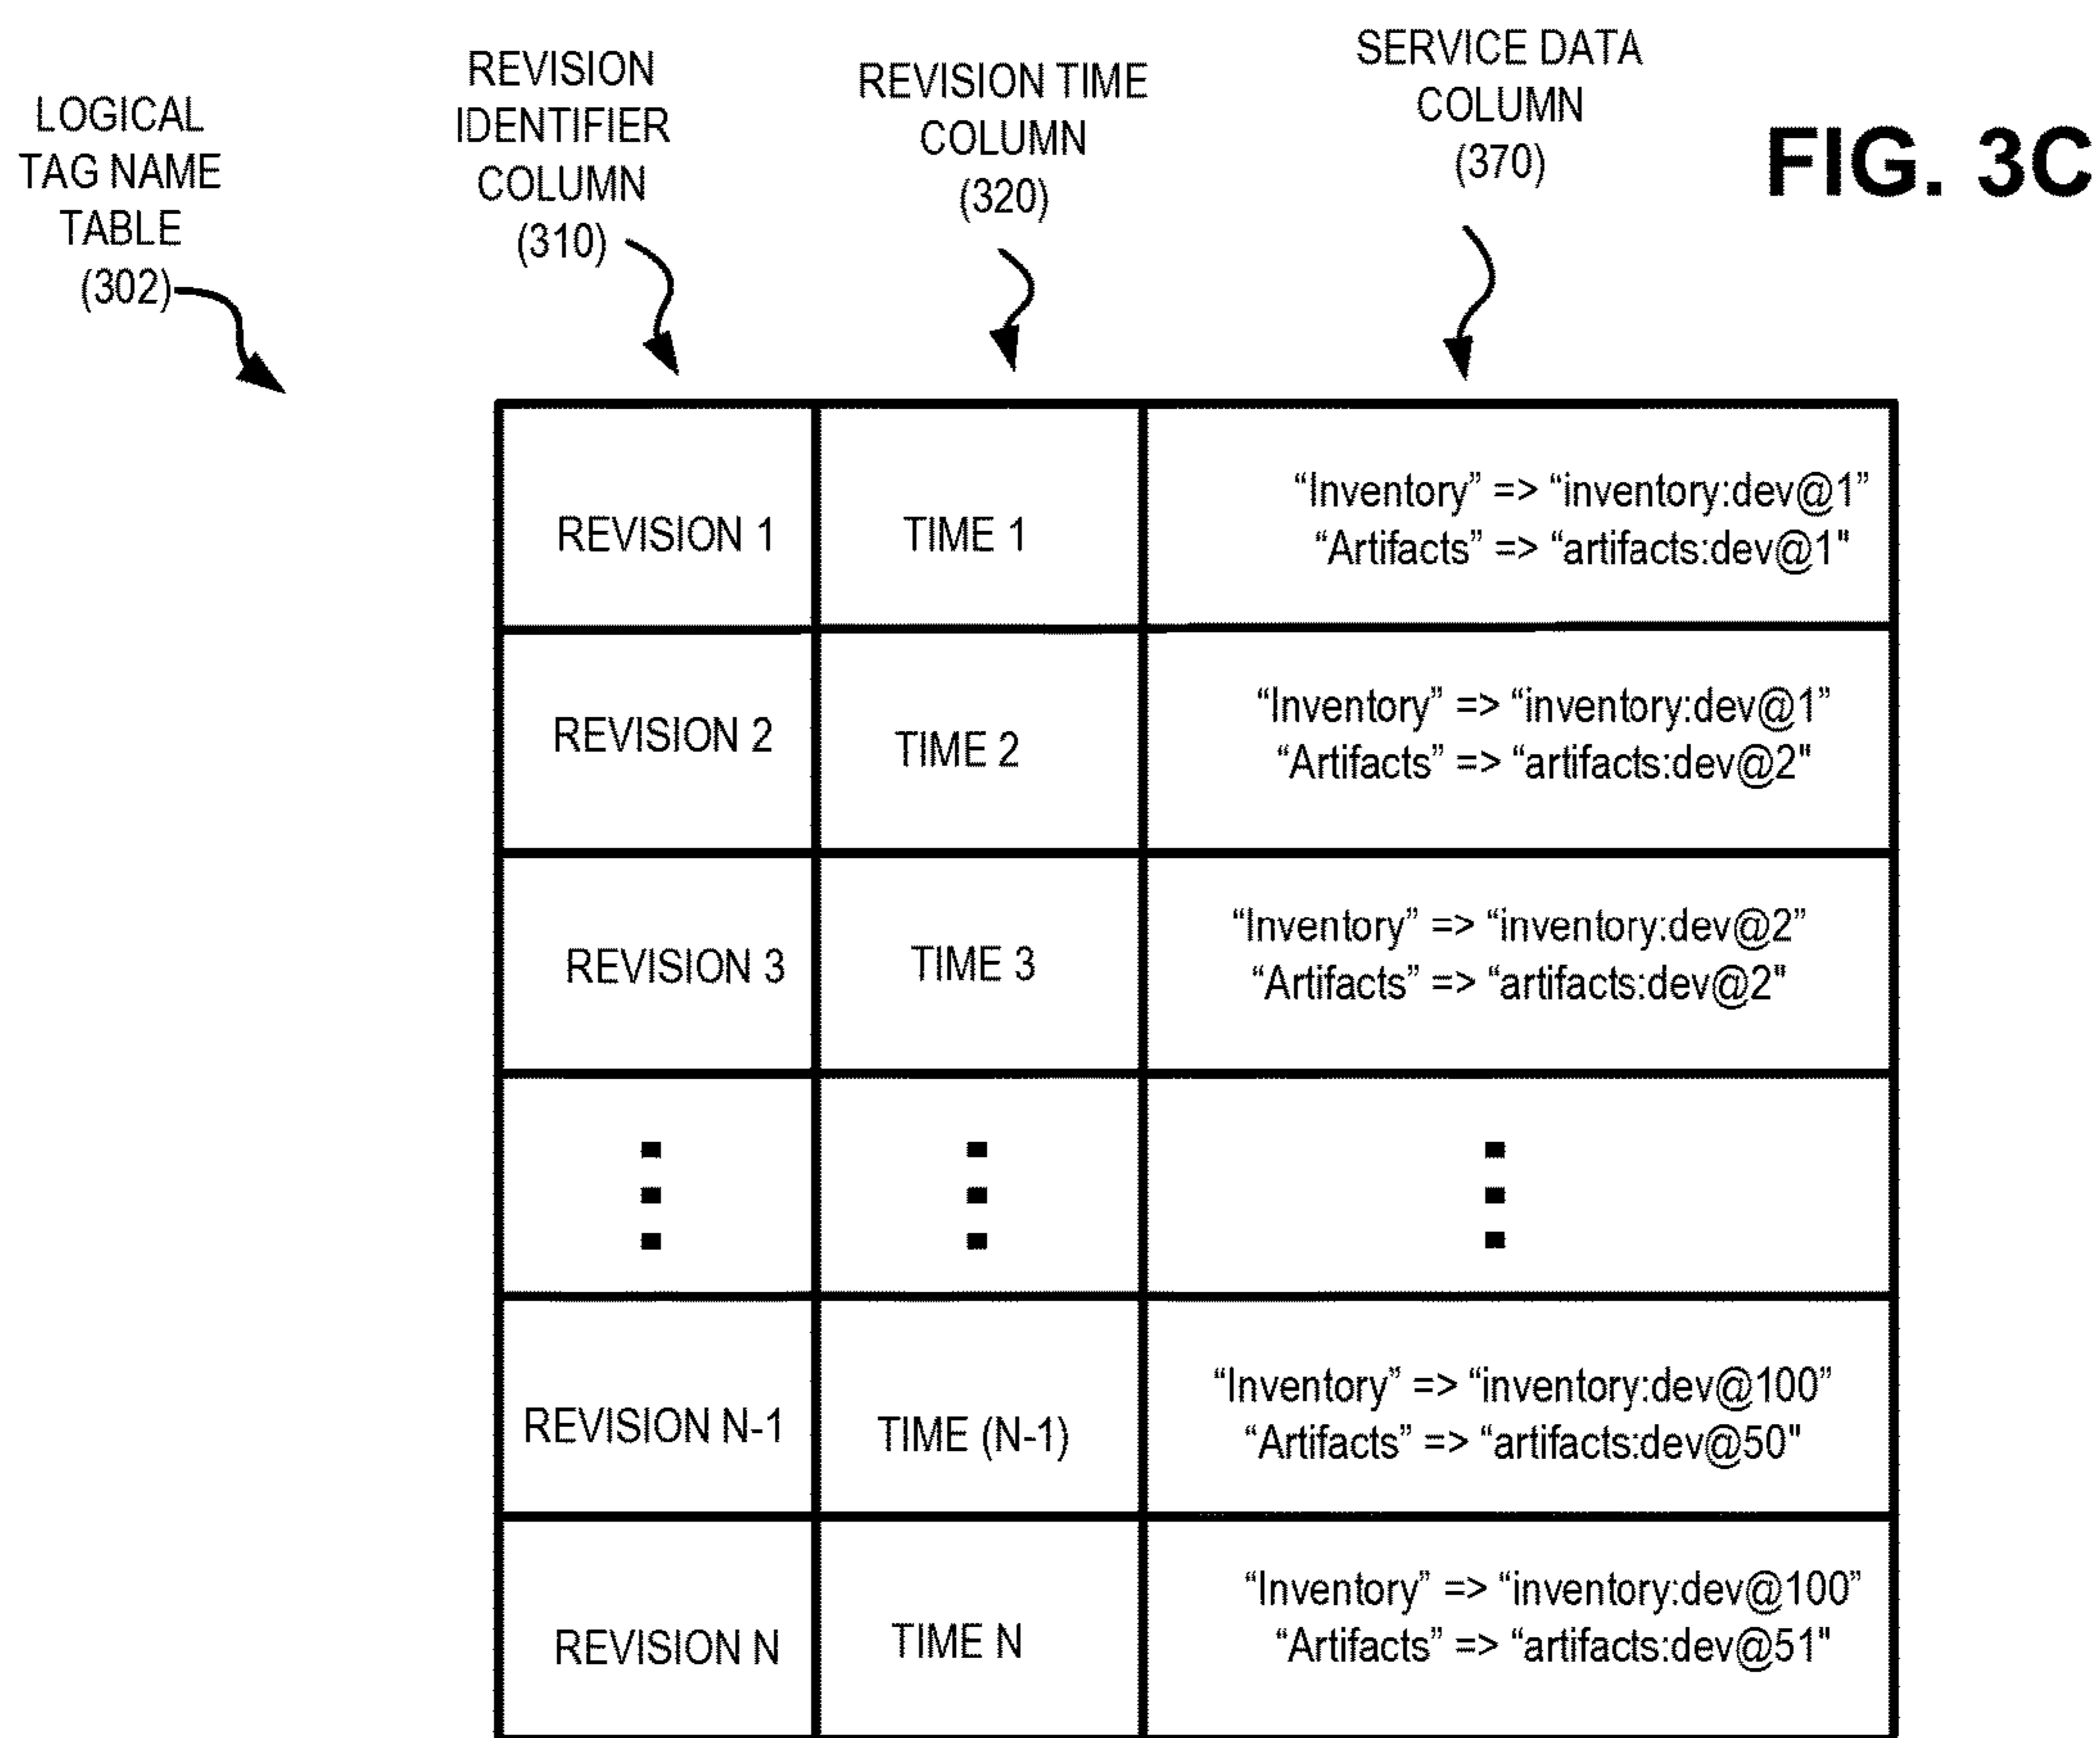 LOGICAL
TAG NAME
TABLE
(302)
REVISION
IDENTIFIER
COLUMN
(310)
REVISION TIME
COLUMN
(320)
SERVICE DATA
COLUMN
(370)
FIG. 3C
REVISION 1
TIME 1
“Inventory” => “inventory:dev@1”
“Artifacts” => “artifacts:dev@1"
REVISION 2
TIME 2
“Inventory” => “inventory:dev@1”
“Artifacts” => “artifacts:dev@2"
REVISION 3
TIME 3
“Inventory” => “inventory:dev@2”
“Artifacts” => “artifacts:dev@2"
REVISION N-1
TIME (N-1)
“Inventory” => “inventory:dev@100”
“Artifacts” => “artifacts:dev@50"
REVISION N
TIME N
“Inventory” => “inventory:dev@100”
“Artifacts” => “artifacts:dev@51"